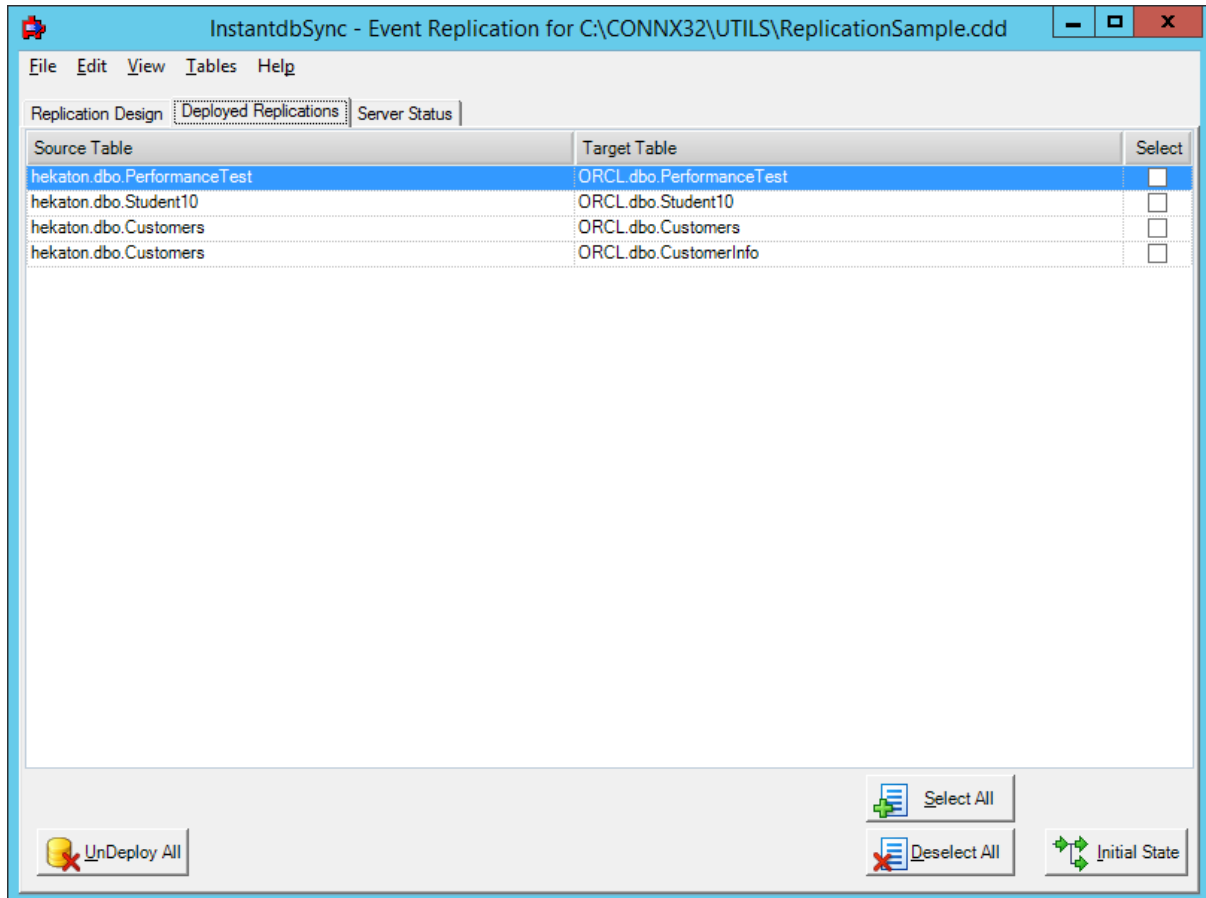 InstantdbSync - Event Replication for C:\CONNX32\UTILS\ReplicationSample.cdd
File Edit View Tables Help
Replication Design Deployed Replications Server Status
Source Table Target Table Select
hekaton.dbo.PerformanceTest ORCL.dbo.PerformanceTest
hekaton.dbo.Student10 ORCL.dbo.Student10
hekaton.dbo.Customers ORCL.dbo.Customers
hekaton.dbo.Customers ORCL.dbo.CustomerInfo
Select All
UnDeploy All Deselect All Initial State